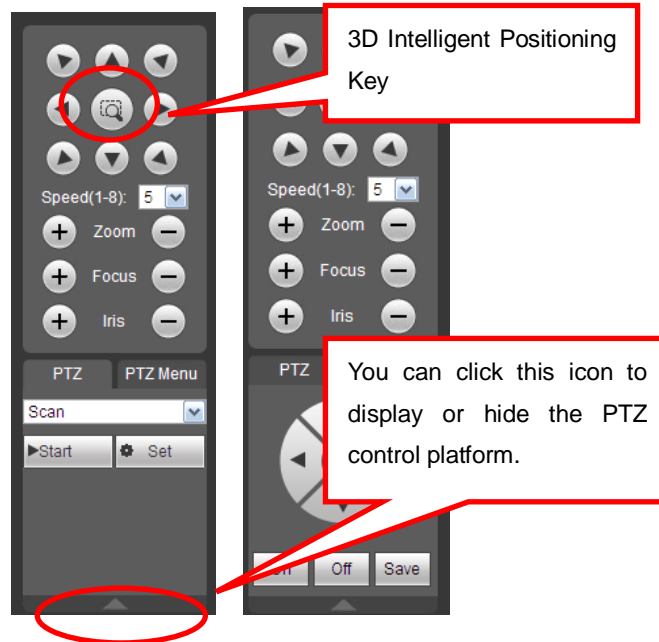 3D Intelligent Positioning
Key
Speed(1-8): 5
Zoom
Focus
Iris
PTZ PTZ Menu
Scan
Start Set
Speed(1-8): 5
Zoom
Focus
Iris
PTZ
You can click this icon to
display or hide the PTZ
control platform.
Off Save